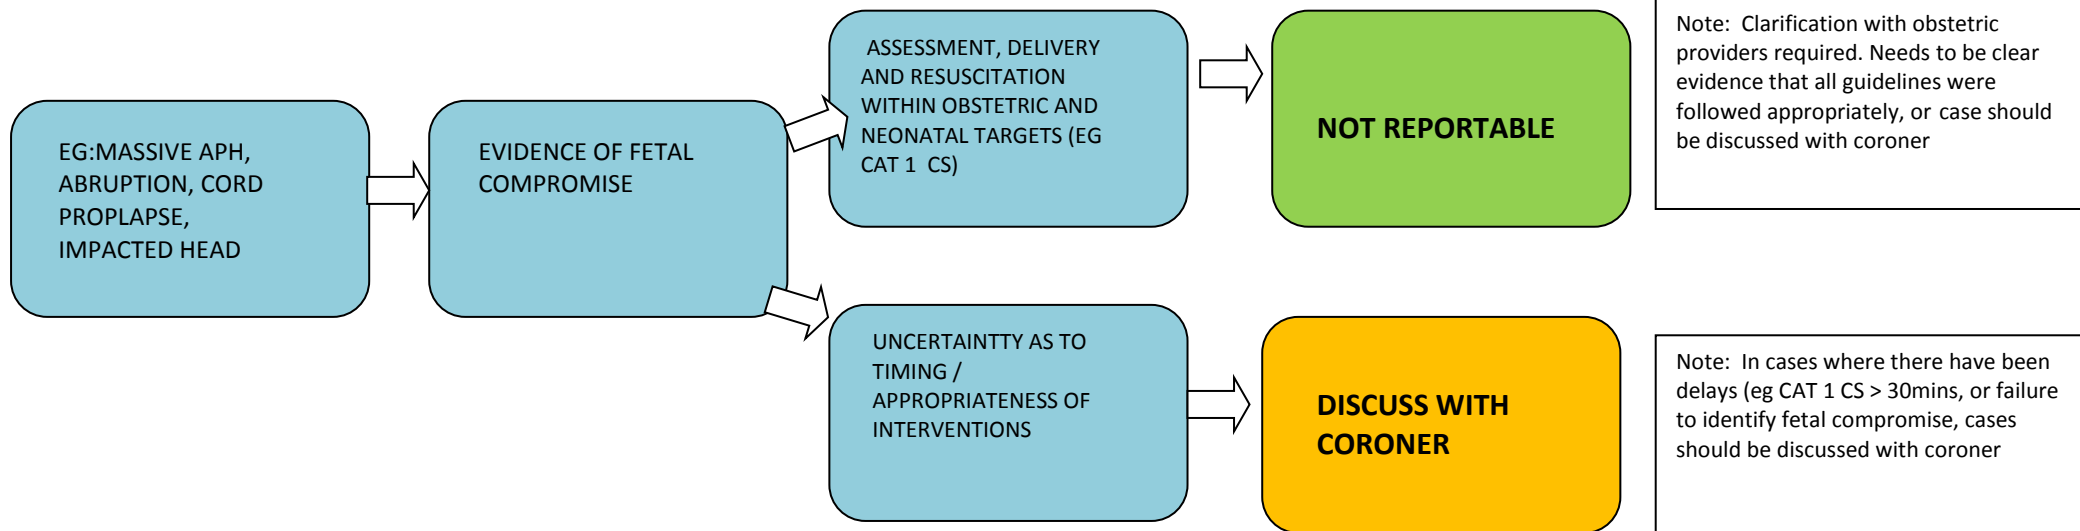 EG:MASSIVE APH,
ABRUPTION, CORD
PROPLAPSE,
IMPACTED HEAD
EVIDENCE OF FETAL
COMPROMISE
ASSESSMENT, DELIVERY
AND RESUSCITATION
WITHIN OBSTETRIC AND
NEONATAL TARGETS (EG
CAT 1 CS)
NOT REPORTABLE
Note: Clarification with obstetric
providers required. Needs to be clear
evidence that all guidelines were
followed appropriately, or case should
be discussed with coroner
UNCERTAINTTY AS TO
TIMING /
APPROPRIATENESS OF
INTERVENTIONS
DISCUSS WITH
CORONER
Note: In cases where there have been
delays (eg CAT 1 CS > 30mins, or failure
to identify fetal compromise, cases
should be discussed with coroner